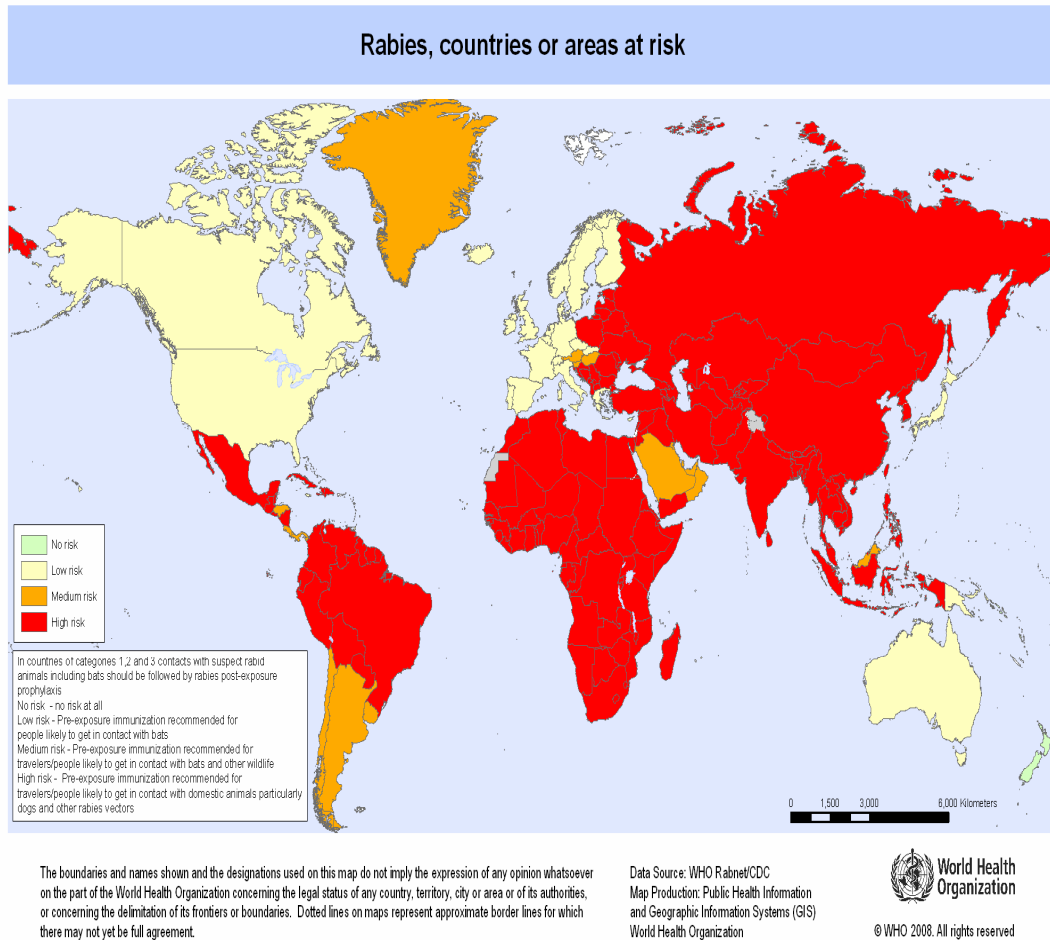 Rabies, countries or areas at risk
No risk
Low risk
Medium risk
High risk
In countries of categories 1,2 and 3 contacts with suspect rabid
animals including bats should be followed by rabies post-exposure
prophylaxis
No risk - no risk at all
Low risk - Pre-exposure immunization recommended for
people likely to get in contact with bats
Medium risk - Pre-exposure immunization recommended for
travelers/people likely to get in contact with bats and other wildlife
High risk - Pre-exposure immunization recommended for
travelers/people likely to get in contact with domestic animals particularly
dogs and other rabies vectors
0 1,500 3,000 6,000 Kilometers
The boundaries and names shown and the designations used on this map do not imply the expression of any opinion whatsoever
on the part of the World Health Organization concerning the legal status of any country, territory, city or area or of its authorities,
or concerning the delimitation of its frontiers or boundaries. Dotted lines on maps represent approximate border lines for which
there may not yet be full agreement.
Data Source: WHO Rabnet/CDC
Map Production: Public Health Information
and Geographic Information Systems (GIS)
World Health Organization
World Health
Organization
© WHO 2008. All rights reserved